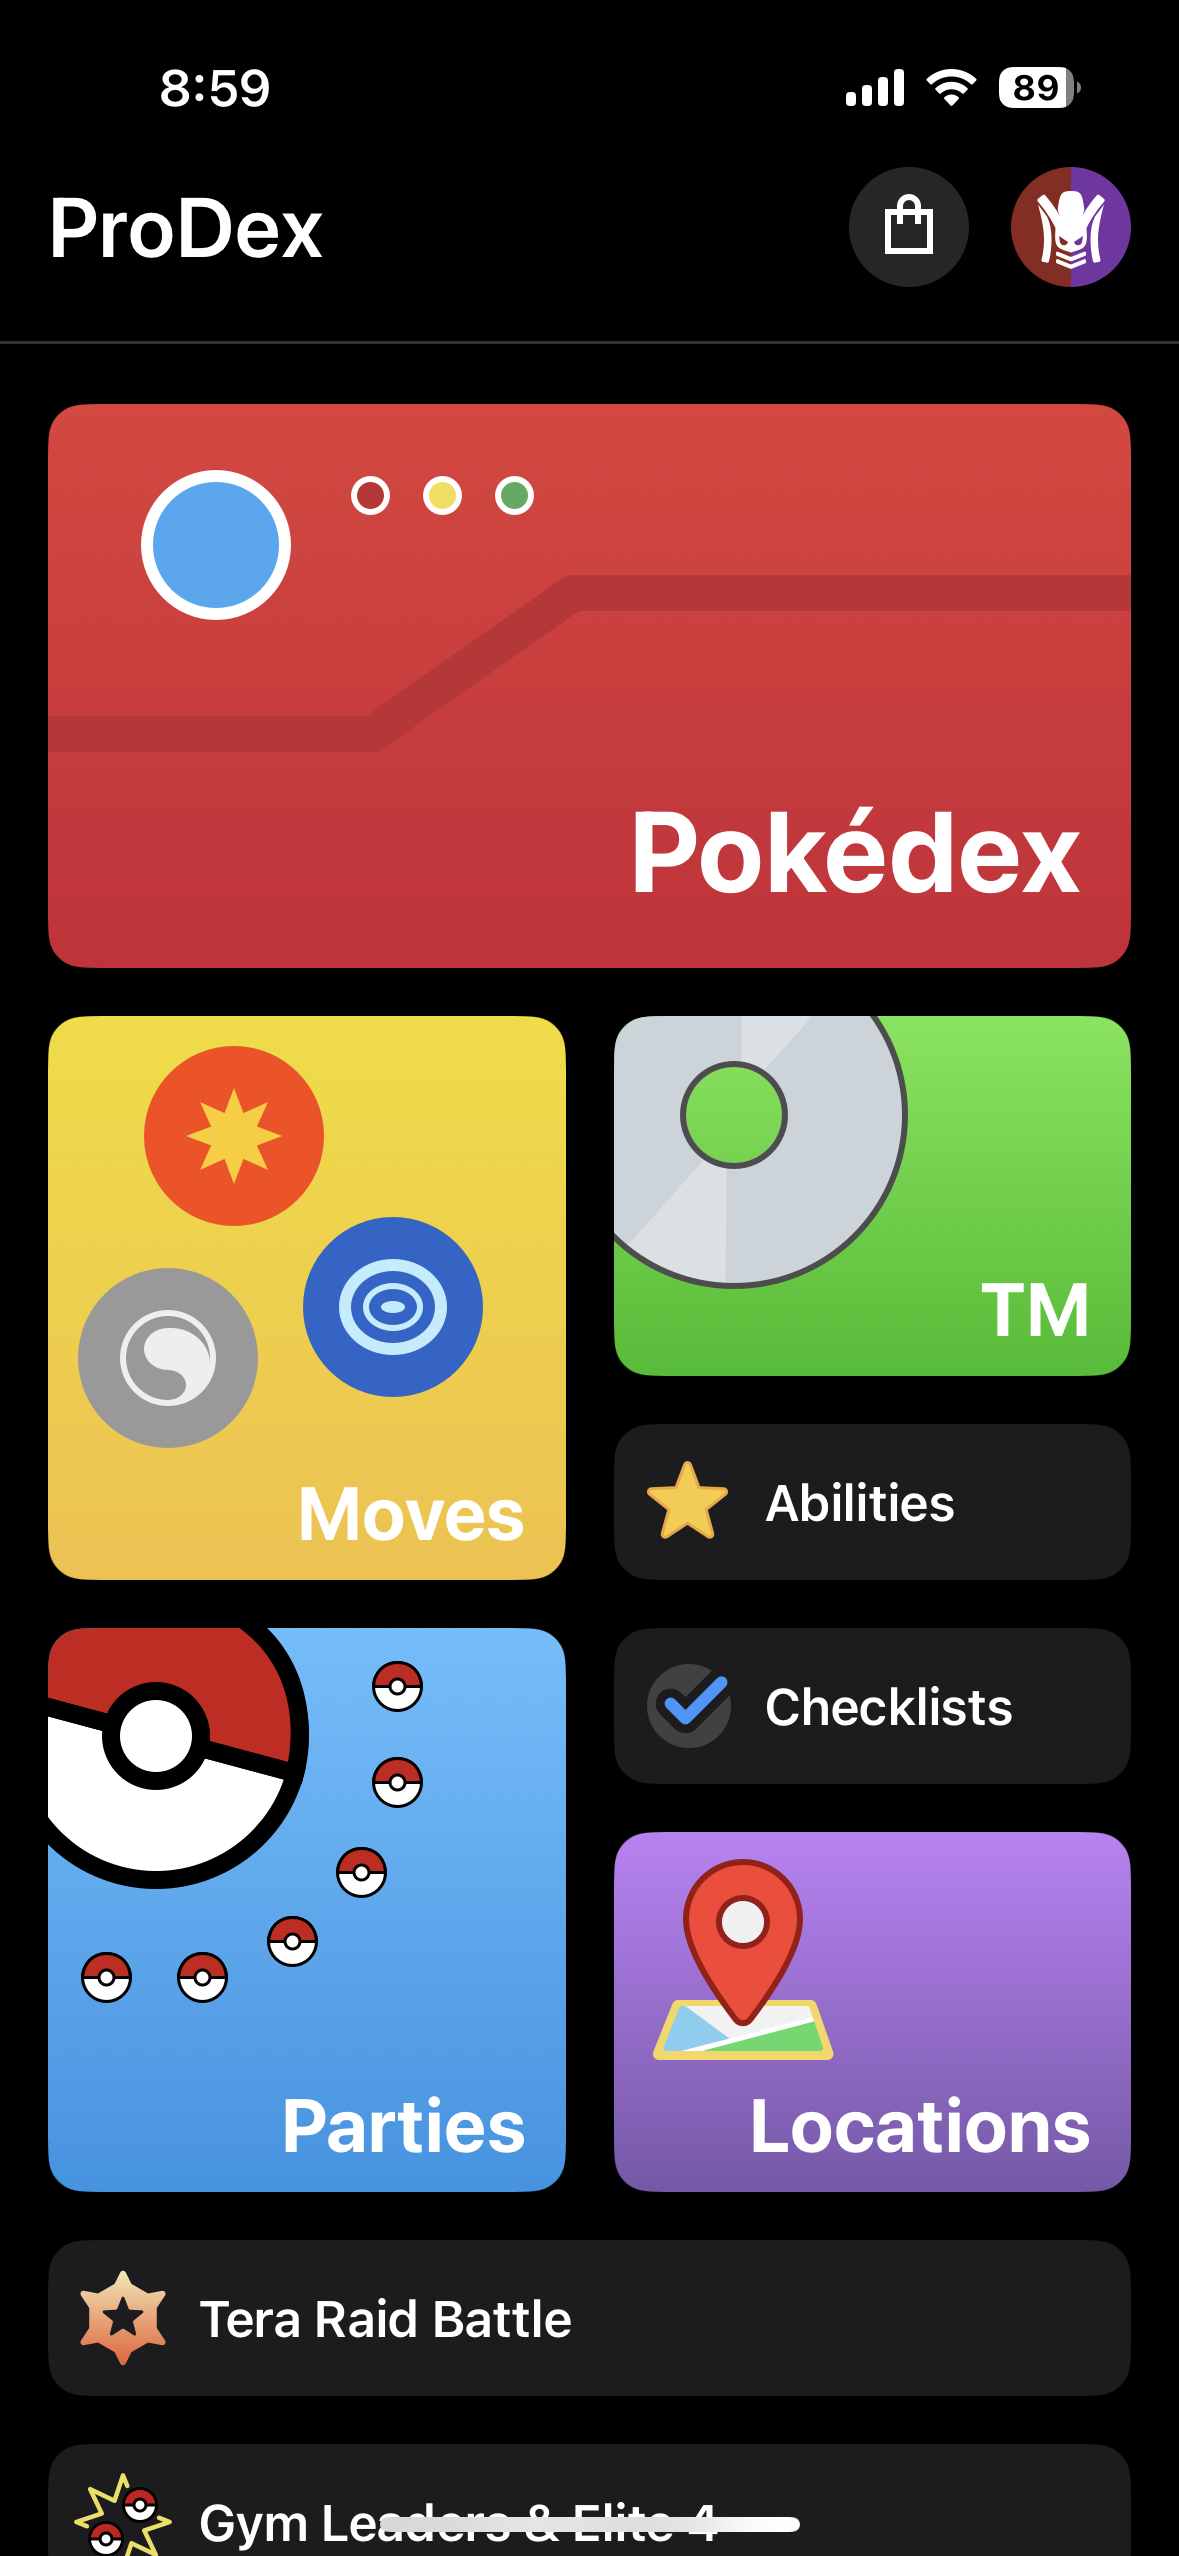 8:59
89
ProDex
Pokédex
Moves
TM
Abilities
Checklists
Parties
Locations
Tera Raid Battle
Gym Leaders & Elite 4